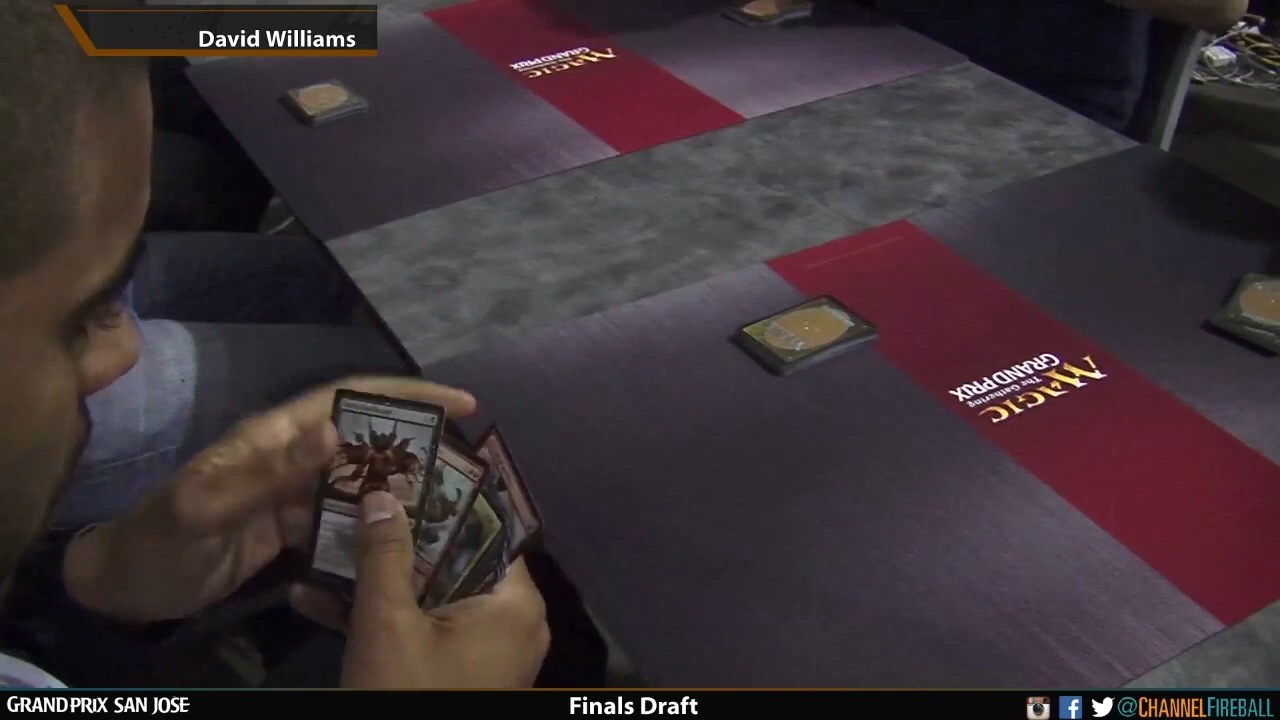 David Williams
MAGIC
The Gathering
GRAND PRIX
MAGIC
The Gathering
GRAND PRIX
GRAND PRIX SAN JOSE
Finals Draft
@CHANNELFIREBALL